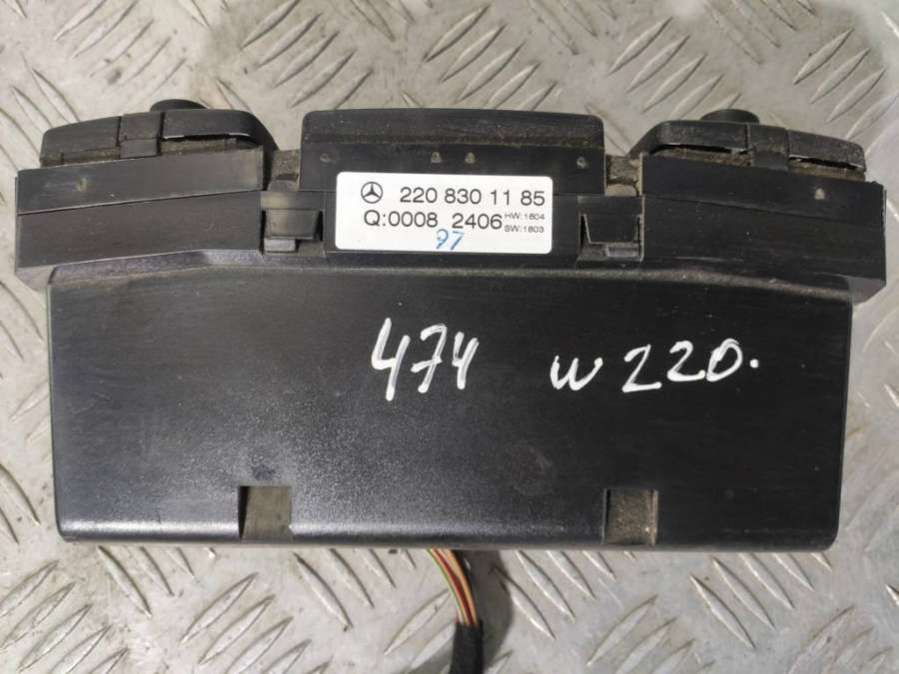 220 830 11 85
Q:0008 2406 HW:1604
SW:1603
97
474 W220.